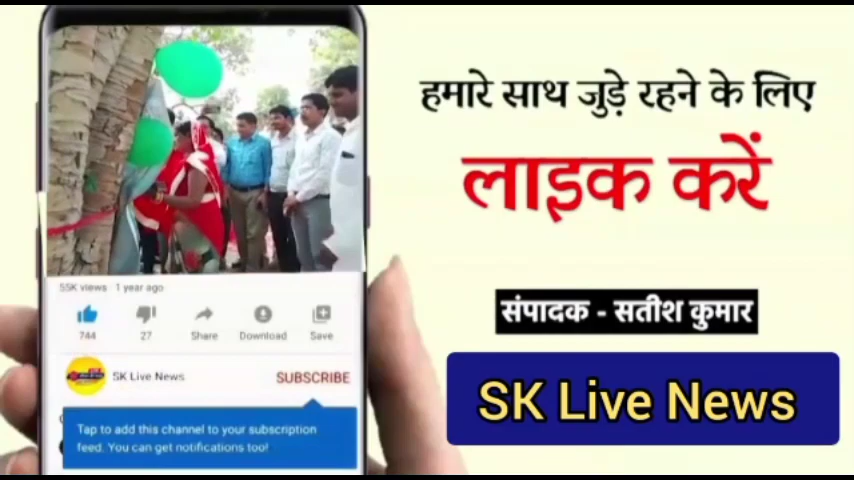 हमारे साथ जुड़े रहने के लिए
लाइक करें
संपादक - सतीश कुमार
SK Live News
55K views 1 year ago
744
27
Share
Download
Save
SK Live News
SUBSCRIBE
Tap to add this channel to your subscription
feed. You can get notifications too!